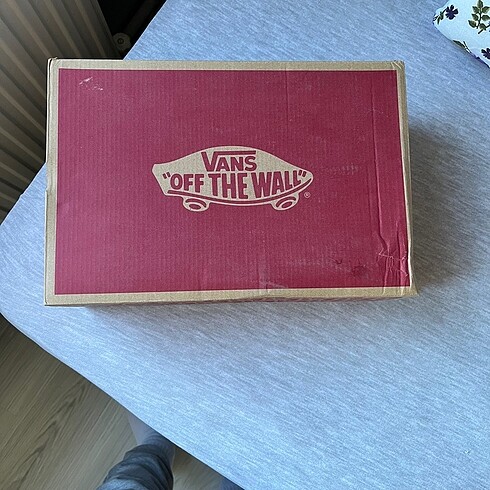 VANS
"OFF THE WALL"
®